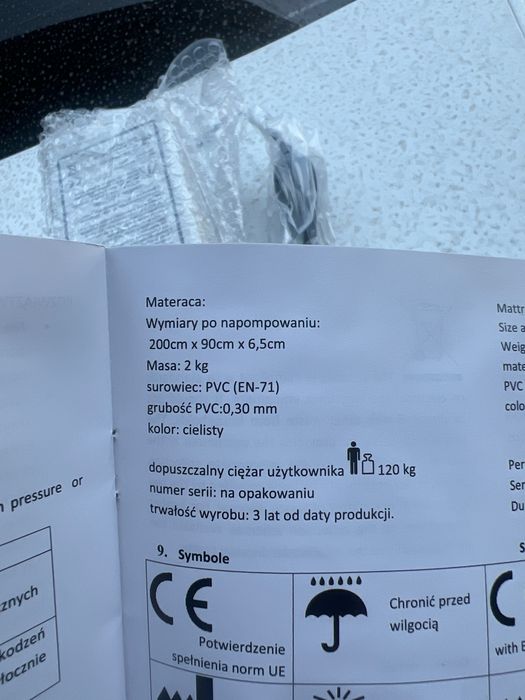 Materaca:
Wymiary po napompowaniu:
200cm x 90cm x 6,5cm
Masa: 2 kg
surowiec: PVC (EN-71)
grubość PVC:0,30 mm
kolor: cielisty
dopuszczalny ciężar użytkownika 120 kg
numer serii: na opakowaniu
trwałość wyrobu: 3 lat od daty produkcji.
9. Symbole
CE
Potwierdzenie
spełnienia norm UE
Chronić przed
wilgocią
pressure or
znych
kodzeń
łocznie
Mattr
Size a
Weig
mate
PVC
colo
Per
Ser
Du
S
C
with E